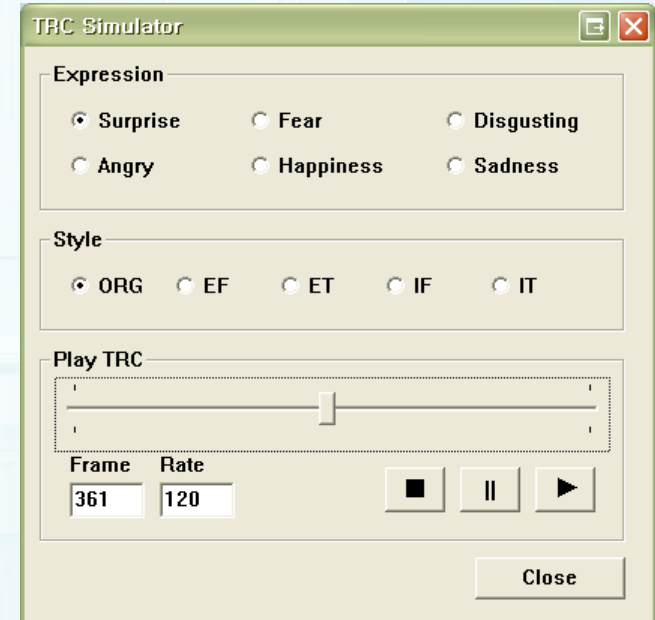 TRC Simulator
Expression
Surprise Fear Disgusting
Angry Happiness Sadness
Style
ORG EF ET IF IT
Play TRC
Frame Rate
361 120
Close